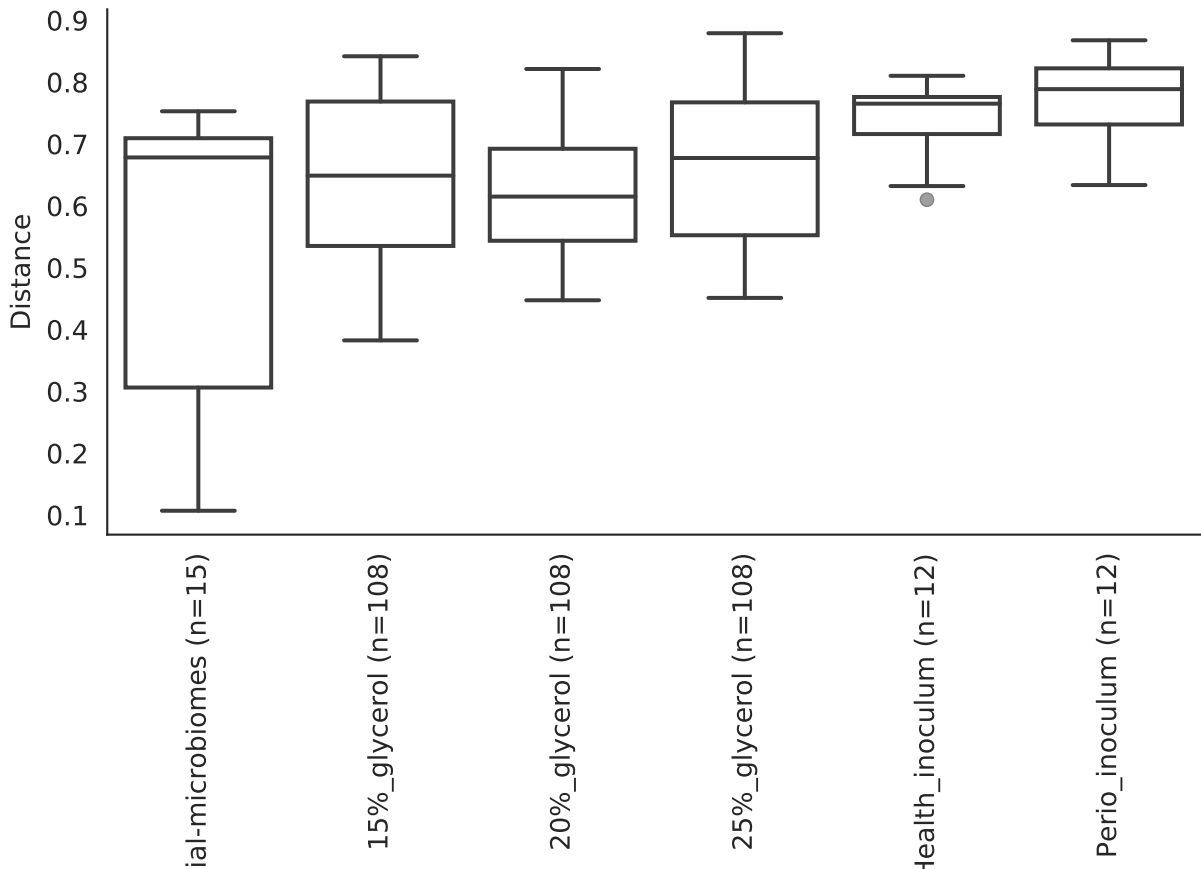 0.9
0.8
0.7
0.6
0.5
0.4
0.3
0.2
0.1
Distance
ial-microbiomes (n=15)
15%_glycerol (n=108)
20%_glycerol (n=108)
25%_glycerol (n=108)
Health_inoculum (n=12)
Perio_inoculum (n=12)